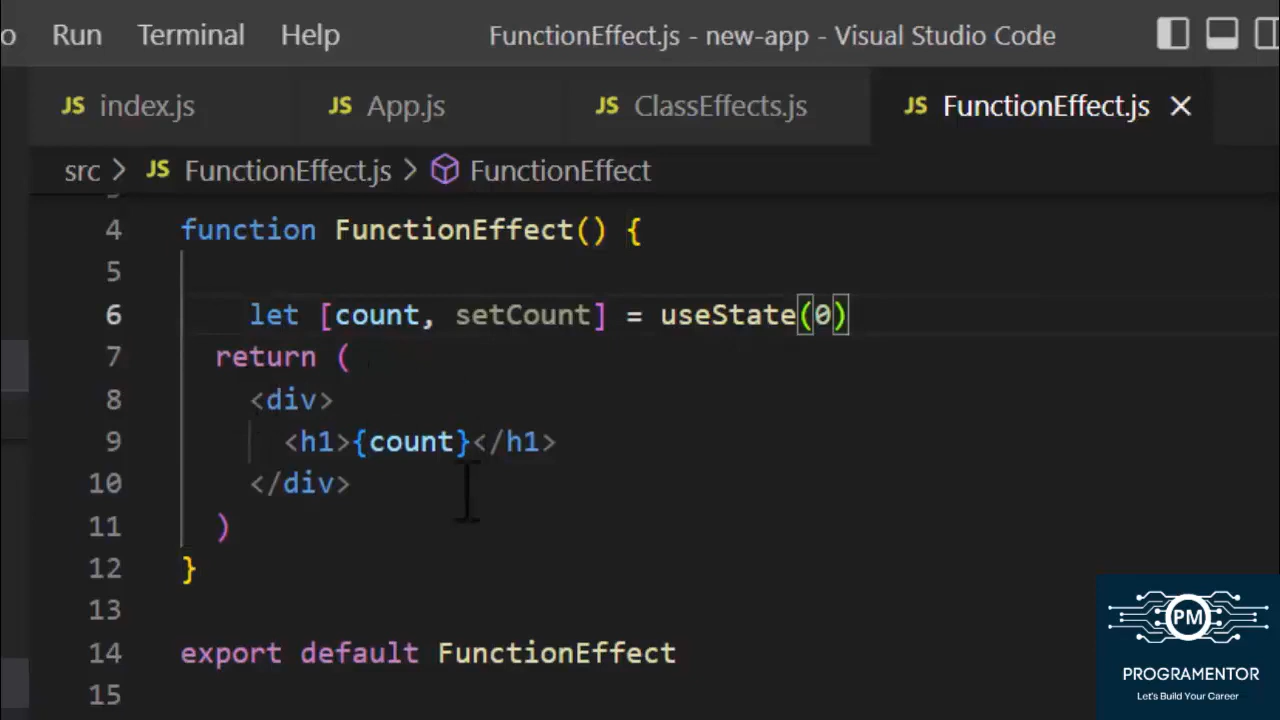 o Run Terminal Help FunctionEffect.js - new-app - Visual Studio Code
JS index.js JS App.js JS ClassEffects.js JS FunctionEffect.js ×
src > JS FunctionEffect.js > FunctionEffect
4 function FunctionEffect() {
5
6 let [count, setCount] = useState(0)
7 return (
8 <div>
9 <h1>{count}</h1>
10 </div>
11 )
12 }
13
14 export default FunctionEffect
15
PM
PROGRAMENTOR
Let's Build Your Career